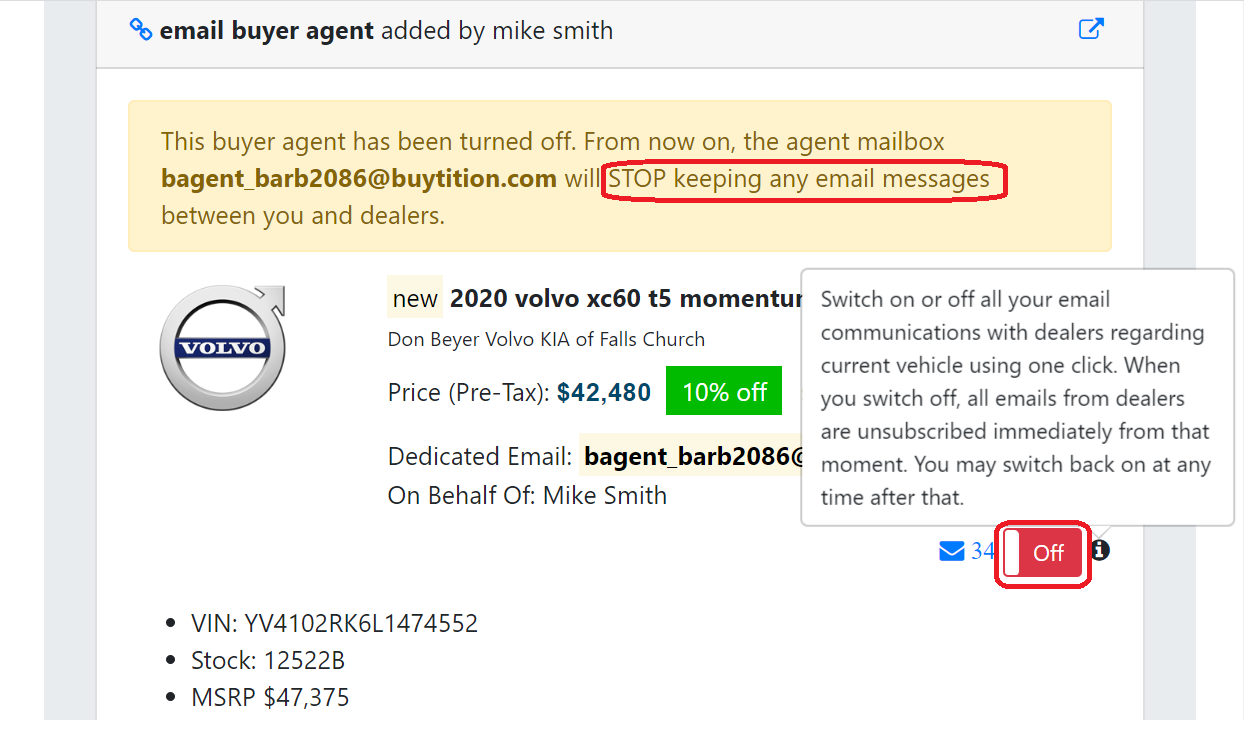 email buyer agent added by mike smith
This buyer agent has been turned off. From now on, the agent mailbox
bagent_barb2086@buytition.com will STOP keeping any email messages
between you and dealers.
VOLVO
new 2020 volvo xc60 t5 momentum
Don Beyer Volvo KIA of Falls Church
Price (Pre-Tax): $42,480 10% off
Dedicated Email: bagent_barb2086@
On Behalf Of: Mike Smith
Switch on or off all your email
communications with dealers regarding
current vehicle using one click. When
you switch off, all emails from dealers
are unsubscribed immediately from that
moment. You may switch back on at any
time after that.
34 Off
VIN: YV4102RK6L1474552
Stock: 12522B
MSRP $47,375